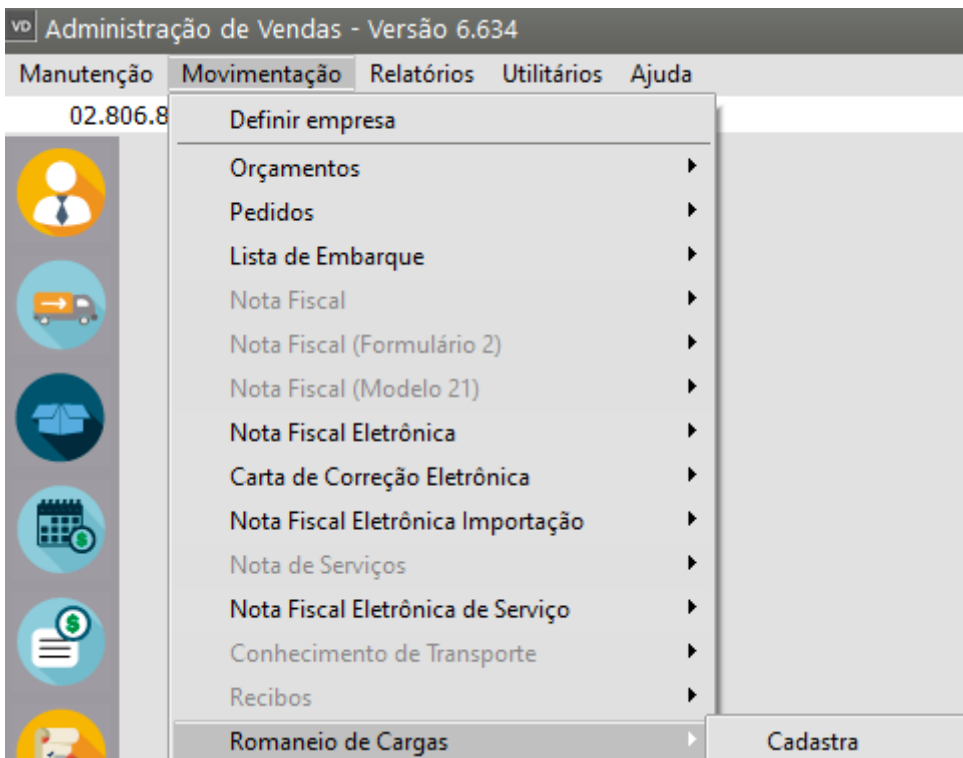 VD Administração de Vendas - Versão 6.634
Manutenção Movimentação Relatórios Utilitários Ajuda
02.806.8
Definir empresa
Orçamentos
Pedidos
Lista de Embarque
Nota Fiscal
Nota Fiscal (Formulário 2)
Nota Fiscal (Modelo 21)
Nota Fiscal Eletrônica
Carta de Correção Eletrônica
Nota Fiscal Eletrônica Importação
Nota de Serviços
Nota Fiscal Eletrônica de Serviço
Conhecimento de Transporte
Recibos
Romaneio de Cargas Cadastra